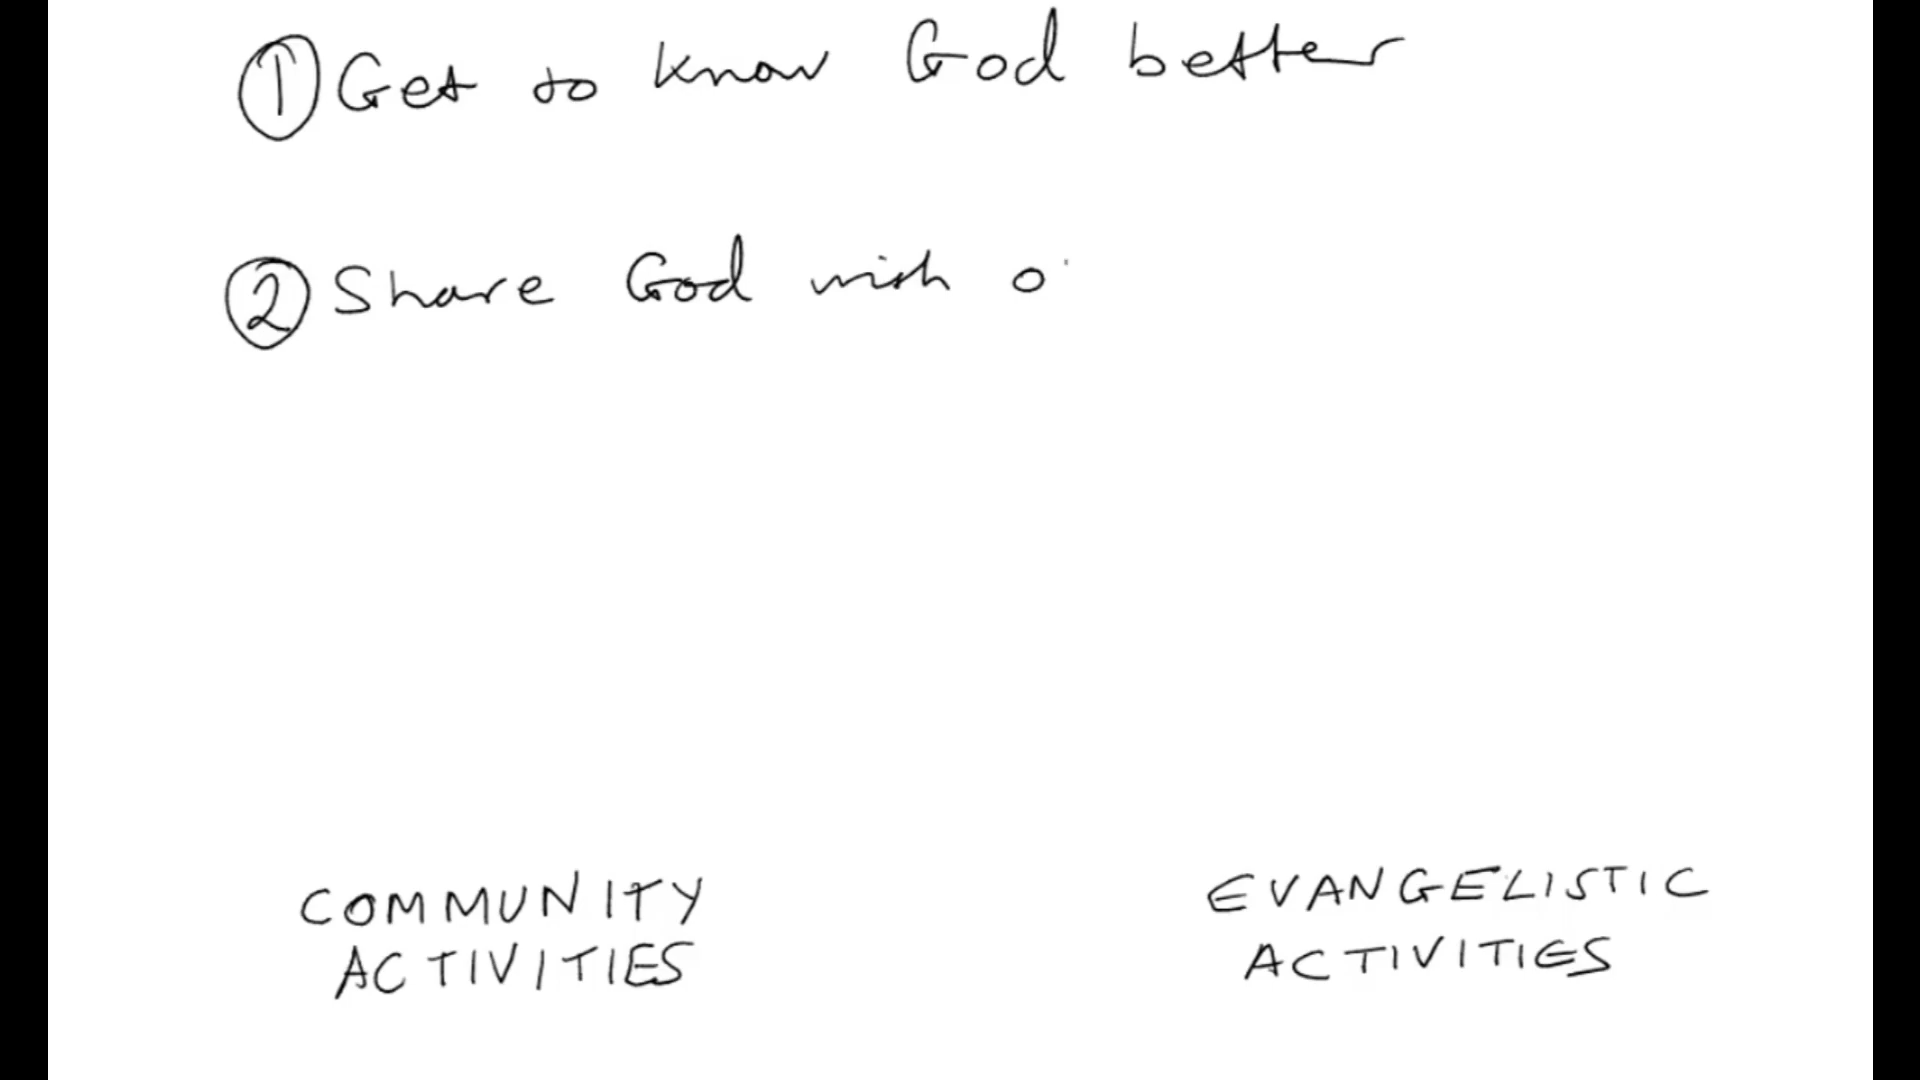 ① Get to know God better
② Share God with o
COMMUNITY
ACTIVITIES
EVANGELISTIC
ACTIVITIES